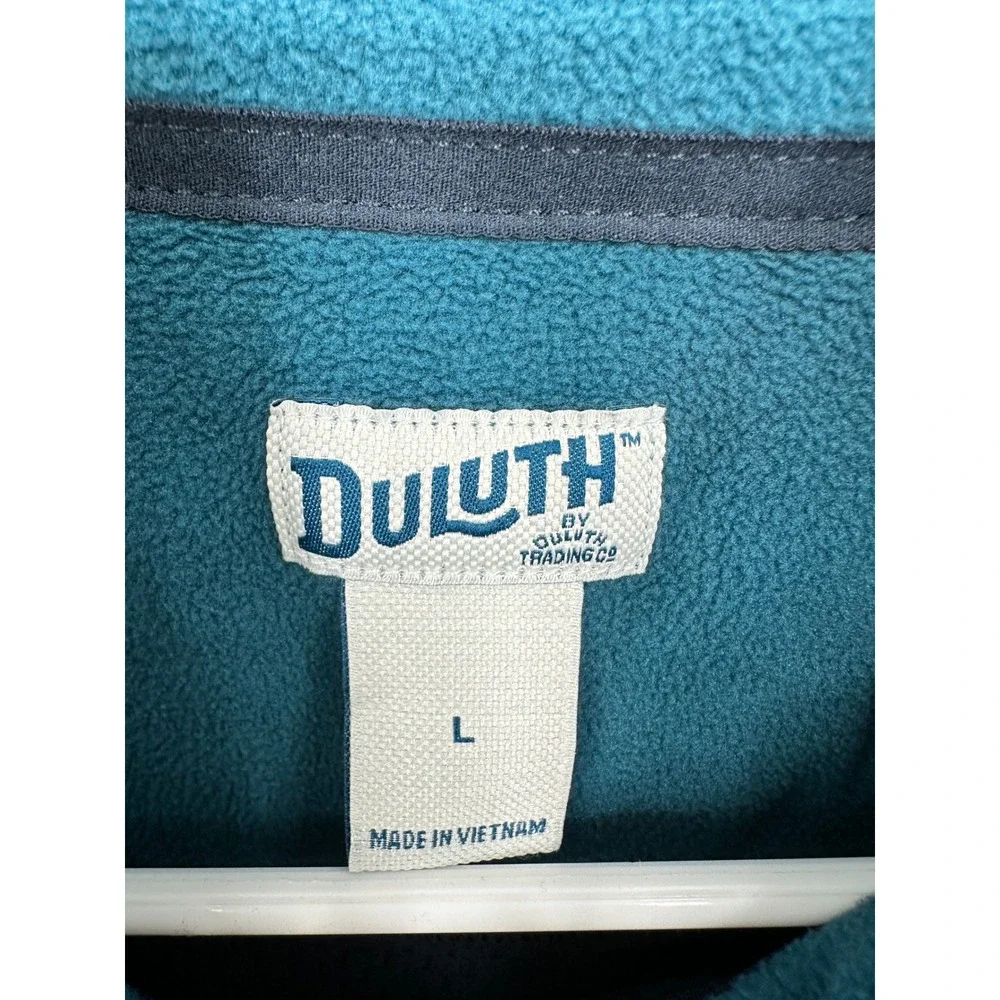 DULUTH™
BY
DULUTH
TRADING Cº
L
MADE IN VIETNAM